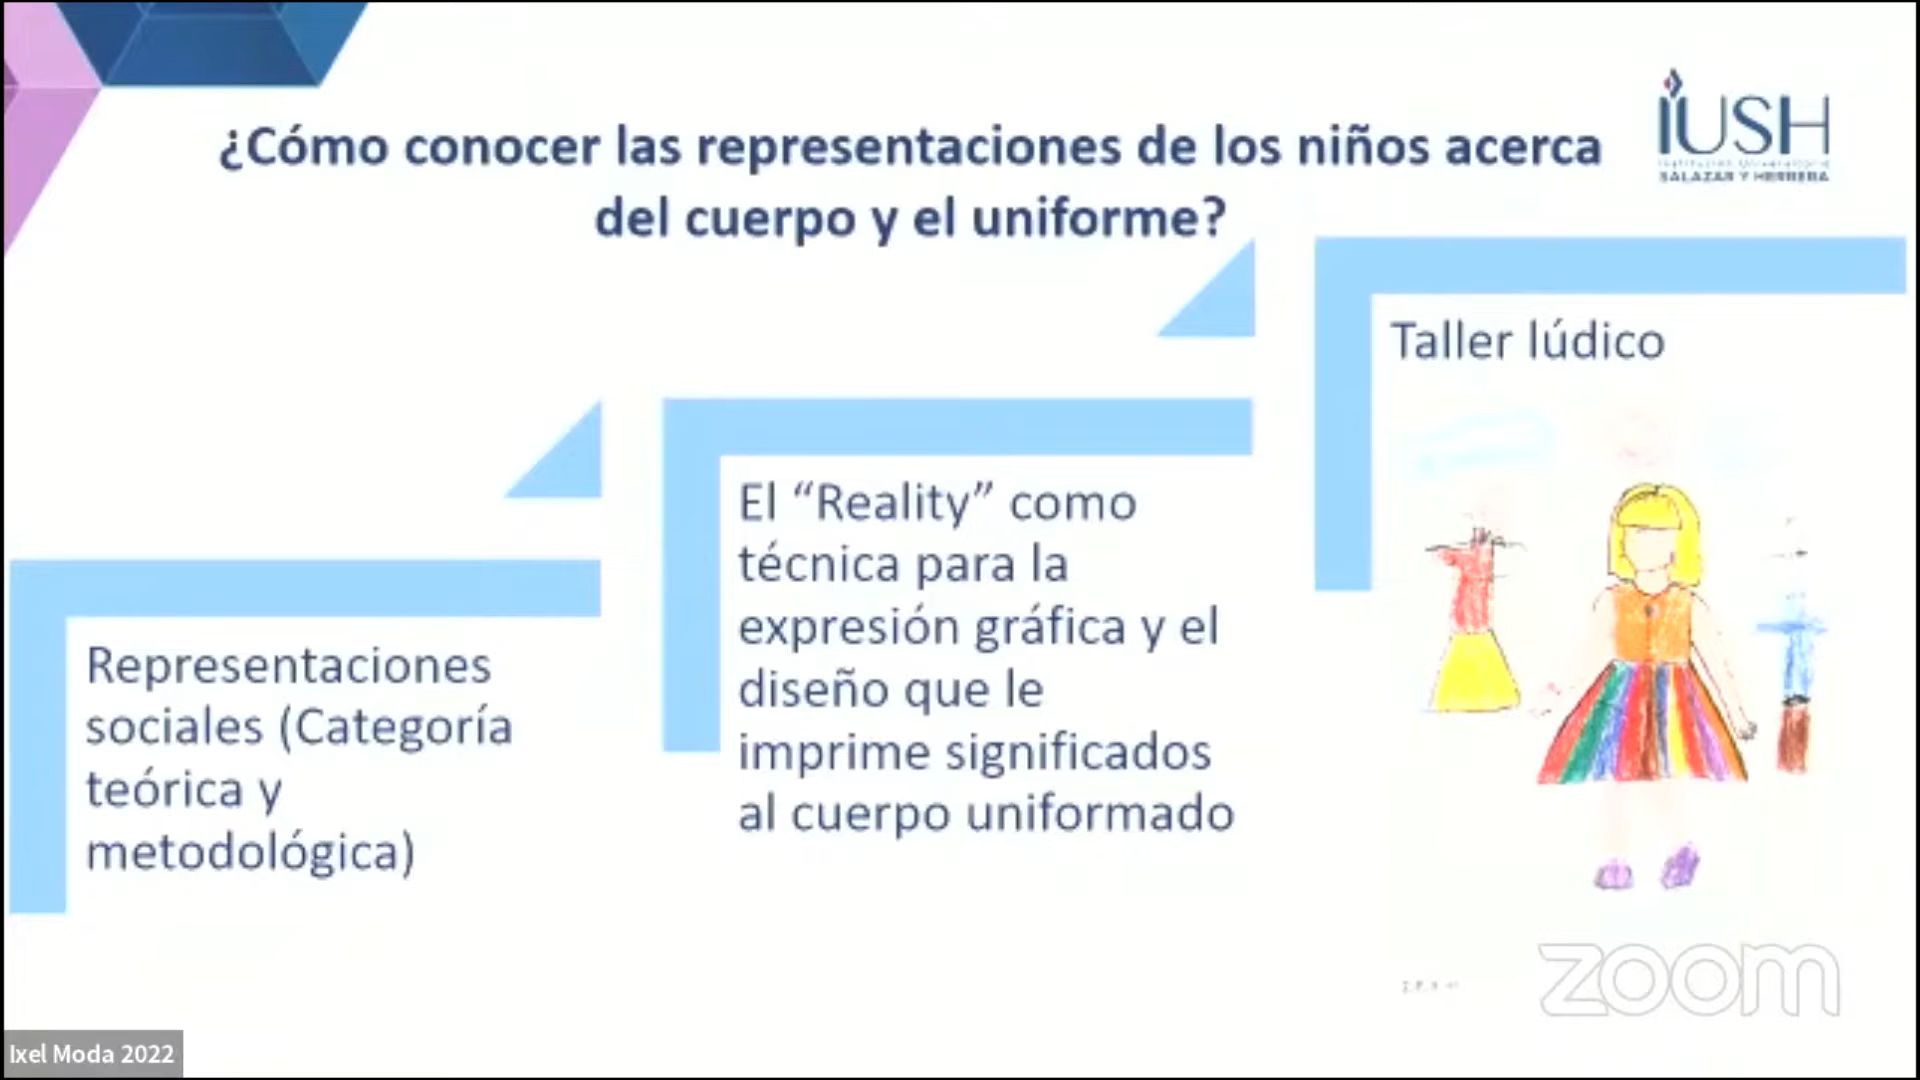 ¿Cómo conocer las representaciones de los niños acerca
del cuerpo y el uniforme?
IUSH
Institución Universitaria
SALAZAR Y HERRERA
Taller lúdico
El “Reality” como
técnica para la
expresión gráfica y el
diseño que le
imprime significados
al cuerpo uniformado
Representaciones
sociales (Categoría
teórica y
metodológica)
zoom
Ixel Moda 2022